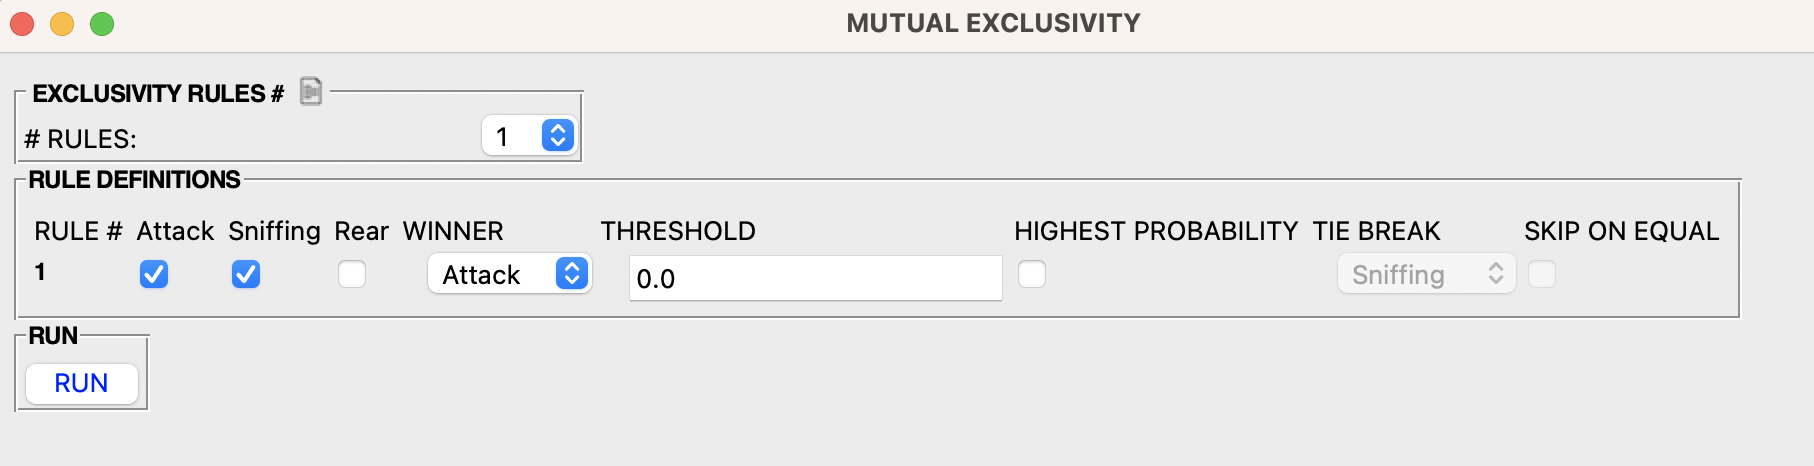 MUTUAL EXCLUSIVITY
EXCLUSIVITY RULES #
# RULES: 1
RULE DEFINITIONS
RULE # Attack Sniffing Rear WINNER THRESHOLD HIGHEST PROBABILITY TIE BREAK SKIP ON EQUAL
1 Attack 0.0 Sniffing
RUN
RUN